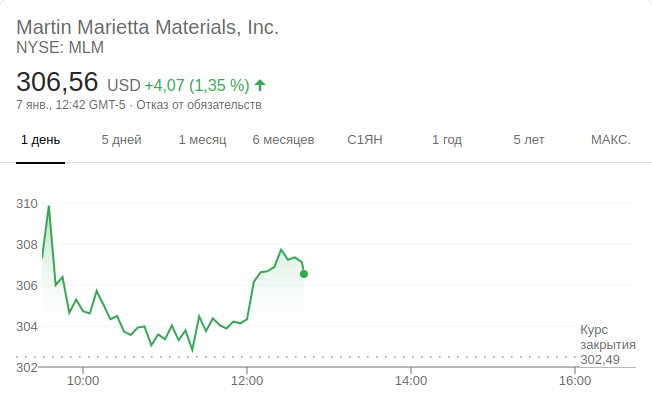 Martin Marietta Materials, Inc.
NYSE: MLM
306,56 USD +4,07 (1,35 %)
7 янв., 12:42 GMT-5 · Отказ от обязательств
1 день 5 дней 1 месяц 6 месяцев С1ЯН 1 год 5 лет МАКС.
310
308
306
304
Курс
закрытия
302,49
302
10:00 12:00 14:00 16:00